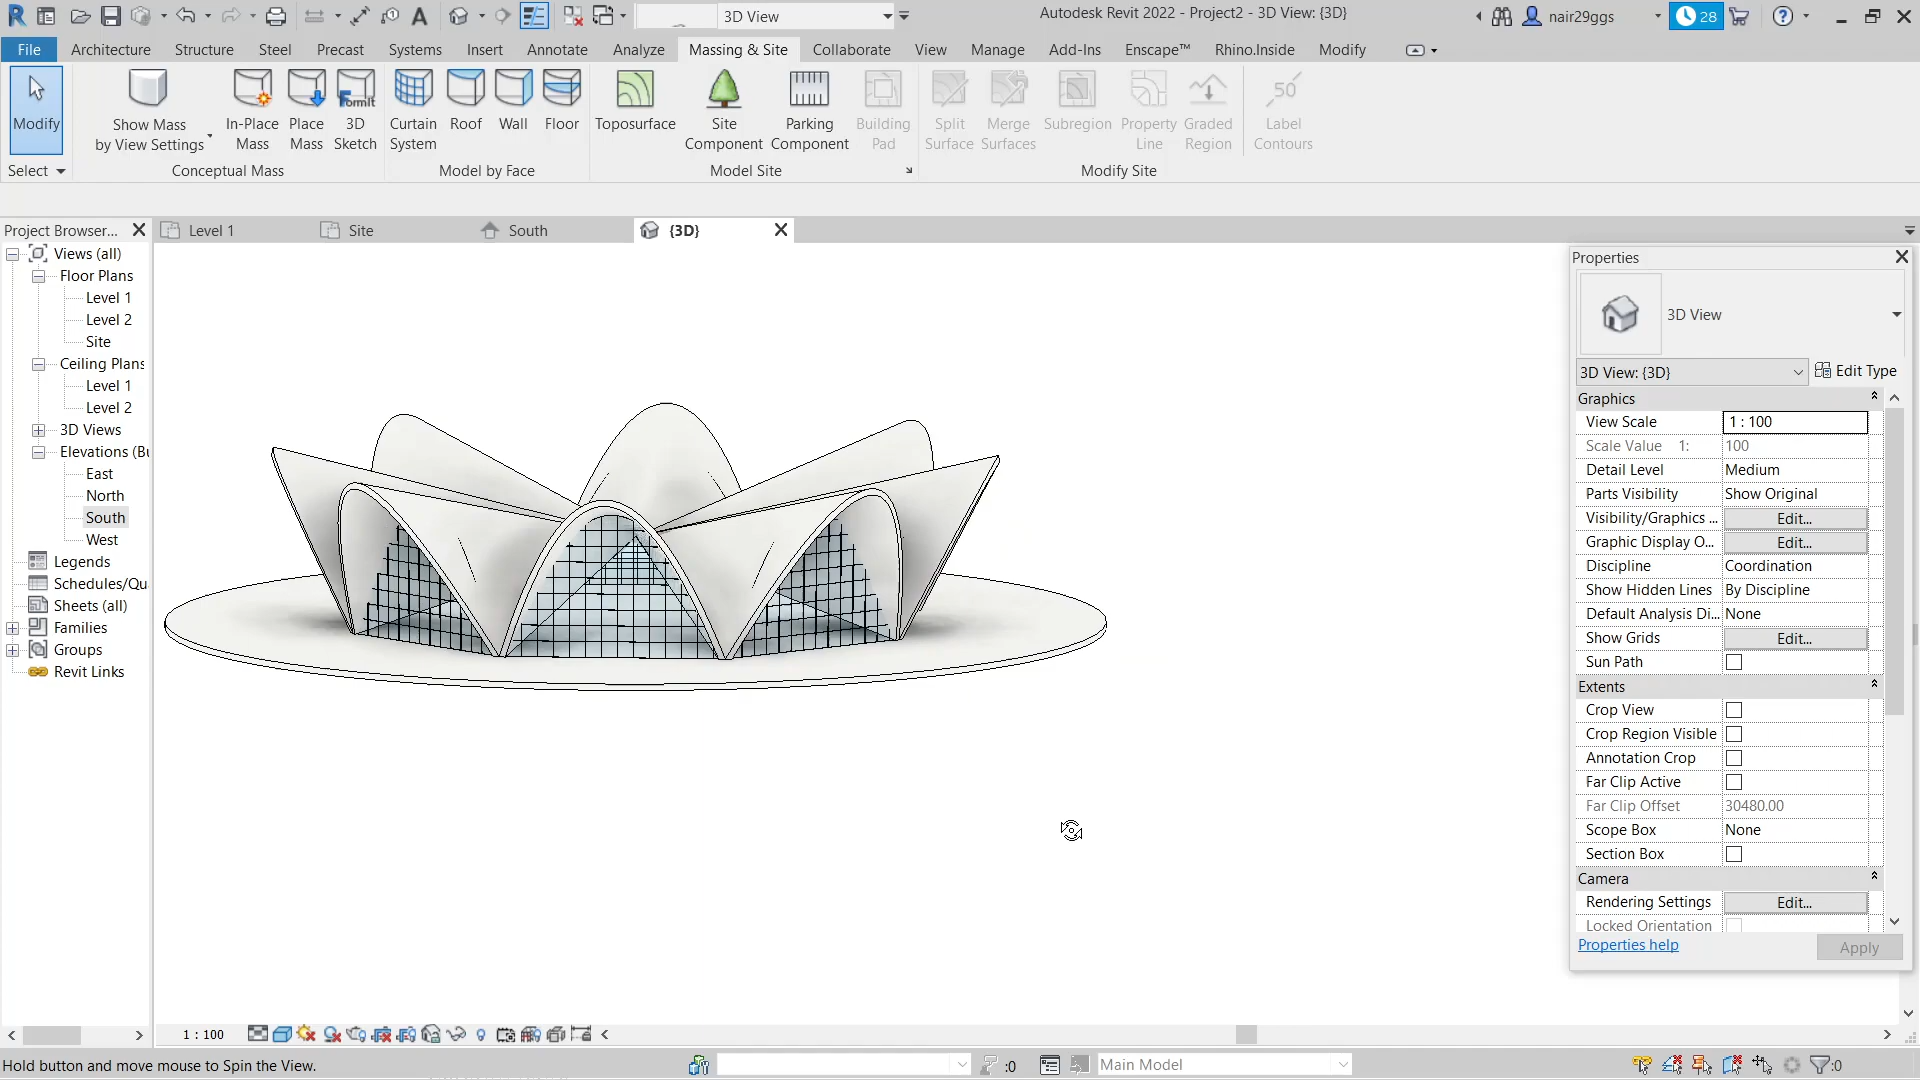 3D View
Autodesk Revit 2022 - Project2 - 3D View: {3D}
nair29ggs
28
File
Architecture
Structure
Steel
Precast
Systems
Insert
Annotate
Analyze
Massing & Site
Collaborate
View
Manage
Add-Ins
Enscape™
Rhino.Inside
Modify
Modify
Show Mass
by View Settings
In-Place
Mass
Place
Mass
FormIt
3D
Sketch
Curtain
System
Roof
Wall
Floor
Toposurface
Site
Component
Parking
Component
Building
Pad
Split
Surface
Merge
Surfaces
Subregion
Property
Line
Graded
Region
50
Label
Contours
Select
Conceptual Mass
Model by Face
Model Site
Modify Site
Project Browser...
Level 1
Site
South
{3D}
Views (all)
Floor Plans
Level 1
Level 2
Site
Ceiling Plans
Level 1
Level 2
3D Views
Elevations (Bu
East
North
South
West
Legends
Schedules/Qua
Sheets (all)
Families
Groups
Revit Links
Properties
3D View
3D View: {3D}
Edit Type
Graphics
View Scale
1 : 100
Scale Value 1:
100
Detail Level
Medium
Parts Visibility
Show Original
Visibility/Graphics ...
Edit...
Graphic Display O...
Edit...
Discipline
Coordination
Show Hidden Lines
By Discipline
Default Analysis Di...
None
Show Grids
Edit...
Sun Path
Extents
Crop View
Crop Region Visible
Annotation Crop
Far Clip Active
Far Clip Offset
30480.00
Scope Box
None
Section Box
Camera
Rendering Settings
Edit...
Locked Orientation
Properties help
Apply
1 : 100
Hold button and move mouse to Spin the View.
:0
Main Model
:0